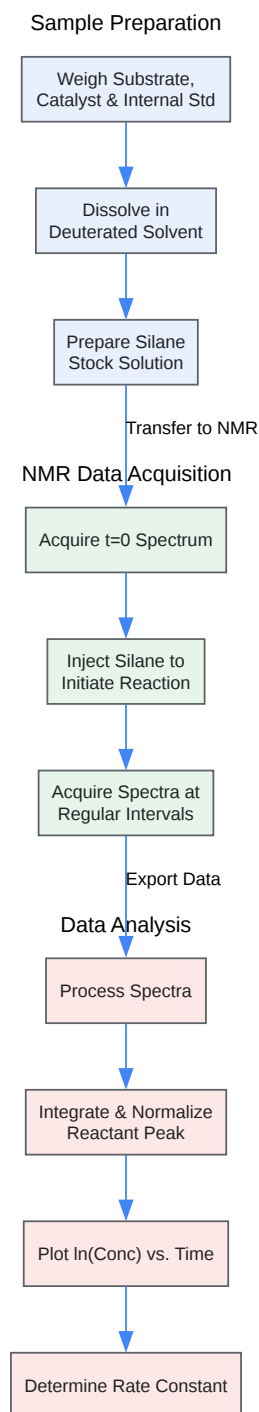 Sample Preparation
Weigh Substrate,
Catalyst & Internal Std
Dissolve in
Deuterated Solvent
Prepare Silane
Stock Solution
Transfer to NMR
NMR Data Acquisition
Acquire t=0 Spectrum
Inject Silane to
Initiate Reaction
Acquire Spectra at
Regular Intervals
Export Data
Data Analysis
Process Spectra
Integrate & Normalize
Reactant Peak
Plot ln(Conc) vs. Time
Determine Rate Constant